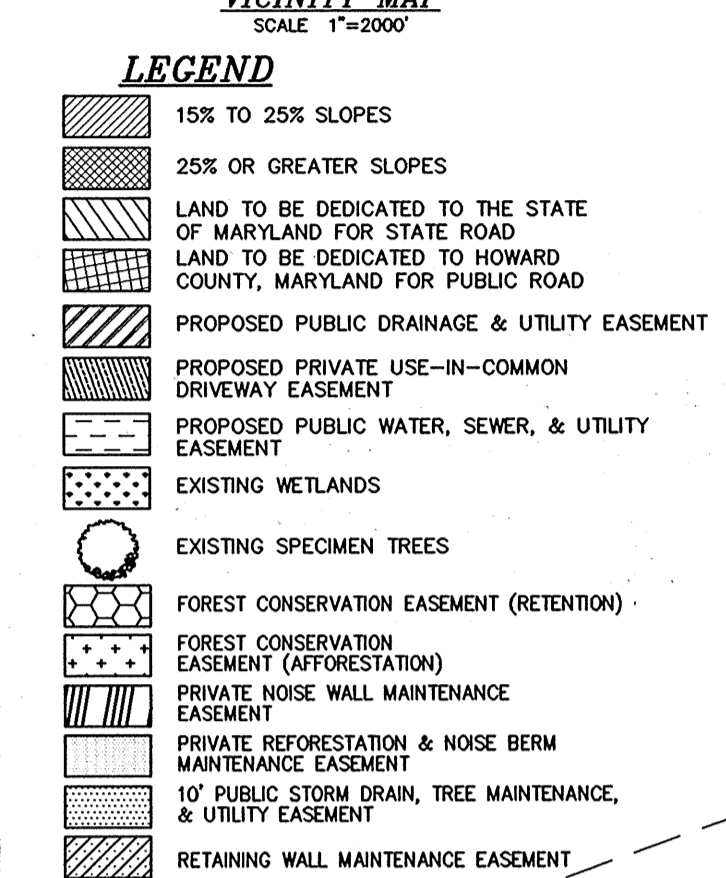 VICINITY MAP
SCALE 1"=2000'
LEGEND
15% TO 25% SLOPES
25% OR GREATER SLOPES
LAND TO BE DEDICATED TO THE STATE
OF MARYLAND FOR STATE ROAD
LAND TO BE DEDICATED TO HOWARD
COUNTY, MARYLAND FOR PUBLIC ROAD
PROPOSED PUBLIC DRAINAGE & UTILITY EASEMENT
PROPOSED PRIVATE USE-IN-COMMON
DRIVEWAY EASEMENT
PROPOSED PUBLIC WATER, SEWER, & UTILITY
EASEMENT
EXISTING WETLANDS
EXISTING SPECIMEN TREES
FOREST CONSERVATION EASEMENT (RETENTION)
FOREST CONSERVATION
EASEMENT (AFFORESTATION)
PRIVATE NOISE WALL MAINTENANCE
EASEMENT
PRIVATE REFORESTATION & NOISE BERM
MAINTENANCE EASEMENT
10' PUBLIC STORM DRAIN, TREE MAINTENANCE,
& UTILITY EASEMENT
RETAINING WALL MAINTENANCE EASEMENT